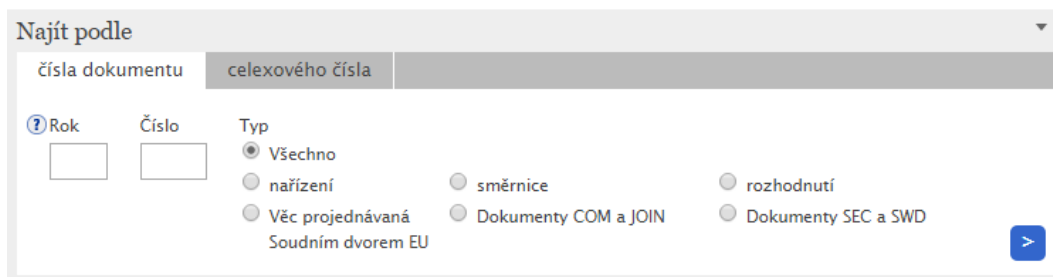 Najít podle
čísla dokumentu celexového čísla
? Rok Číslo Typ
Všechno
nařízení směrnice rozhodnutí
Věc projednávaná Dokumenty COM a JOIN Dokumenty SEC a SWD
Soudním dvorem EU
>